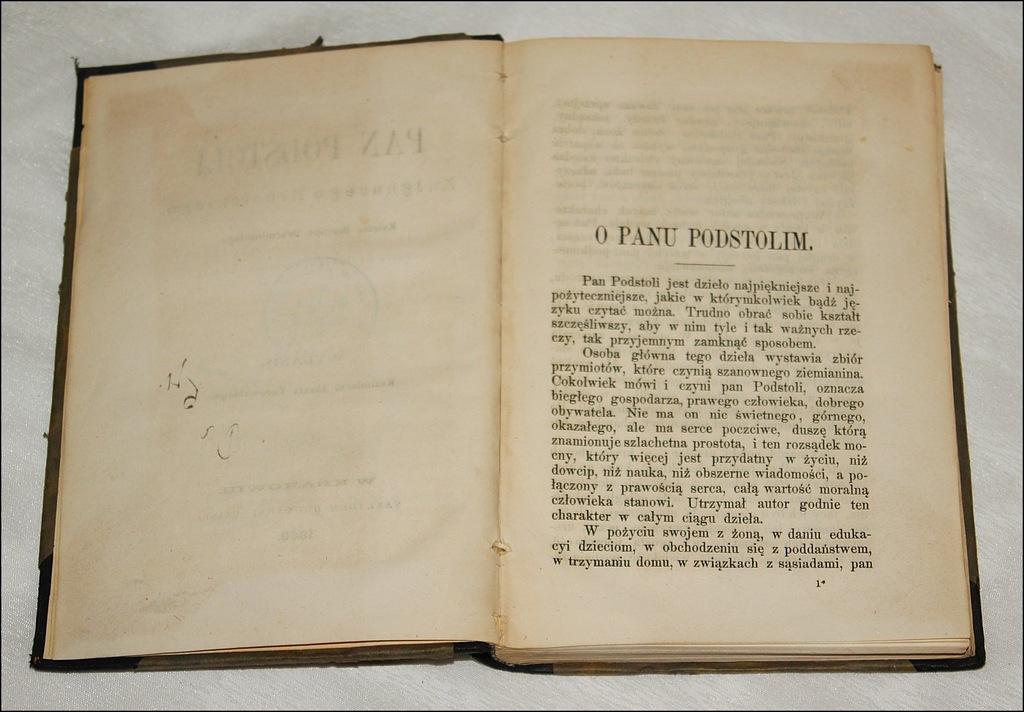 O PANU PODSTOLIM.
Pan Podstoli jest dzieło najpiękniejsze i naj-
pożyteczniejsze, jakie w którymkolwiek bądź ję-
zyku czytać można. Trudno obrać sobie kształt
szczęśliwszy, aby w nim tyle i tak ważnych rze-
czy, tak przyjemnym zamknąć sposobem.
Osoba główna tego dzieła wystawia zbiór
przymiotów, które czynią szanownego ziemianina.
Cokolwiek mówi i czyni pan Podstoli, oznacza
biegłego gospodarza, prawego człowieka, dobrego
obywatela. Nie ma on nic świetnego, górnego,
okazałego, ale ma serce poczciwe, duszę którą
znamionuje szlachetna prostota, i ten rozsądek mo-
cny, który więcej jest przydatny w życiu, niż
dowcip, niż nauka, niż obszerne wiadomości, a po-
łączony z prawością serca, całą wartość moralną
człowieka stanowi. Utrzymał autor godnie ten
charakter w całym ciągu dzieła.
W pożyciu swojem z żoną, w daniu eduka-
cyi dzieciom, w obchodzeniu się z poddaństwem,
w trzymaniu domu, w związkach z sąsiadami, pan
1*